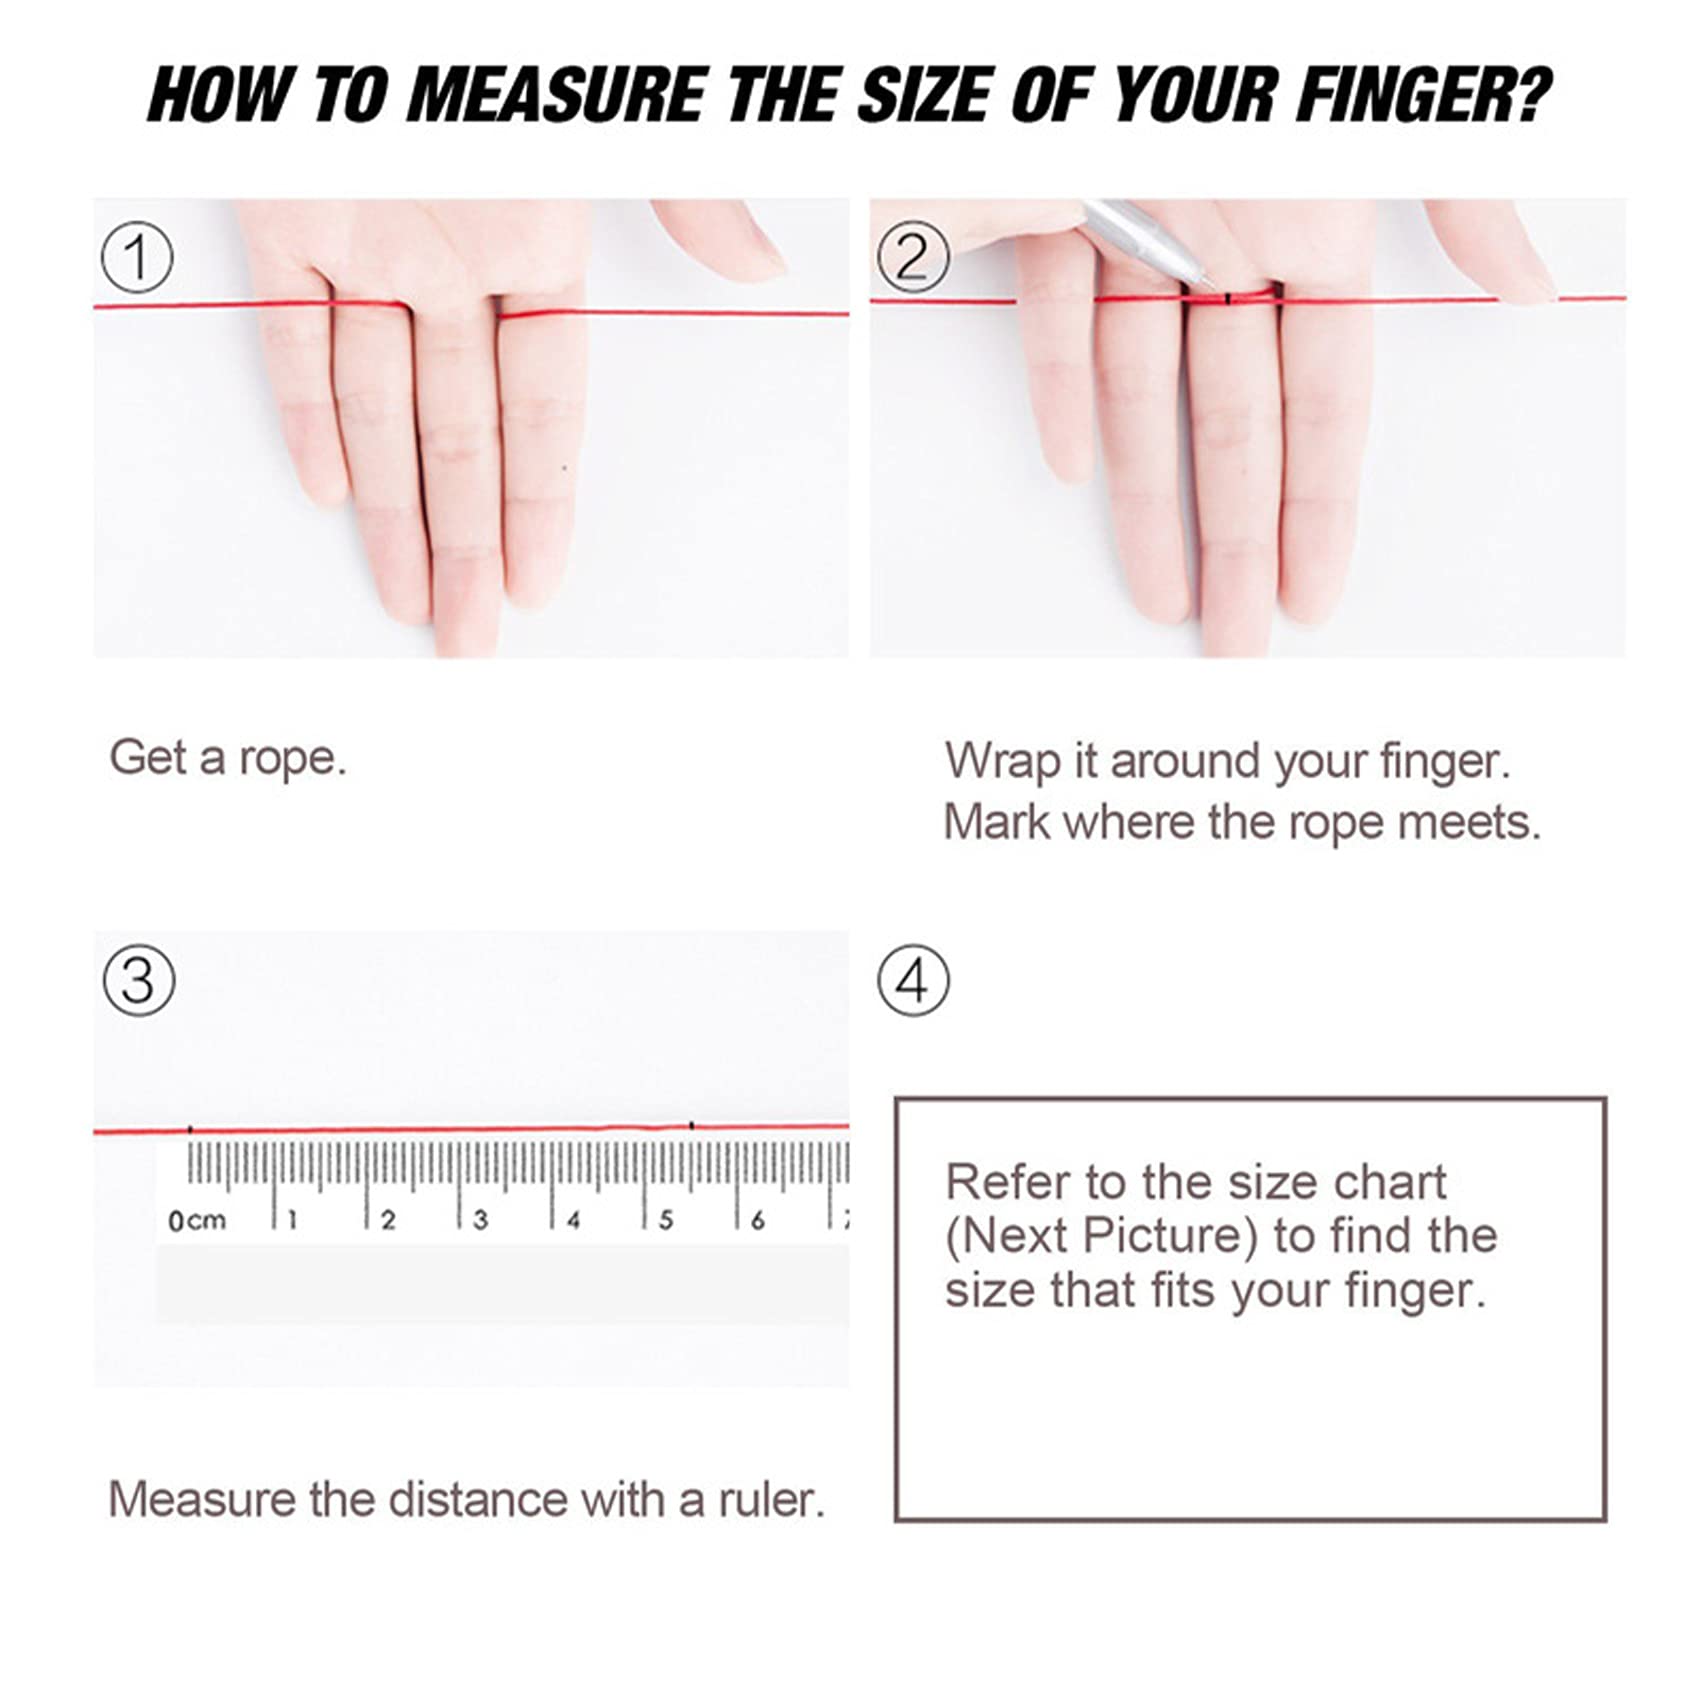 HOW TO MEASURE THE SIZE OF YOUR FINGER?
1
2
Get a rope.
Wrap it around your finger.
Mark where the rope meets.
3
0cm 1 2 3 4 5 6
Measure the distance with a ruler.
4
Refer to the size chart
(Next Picture) to find the
size that fits your finger.